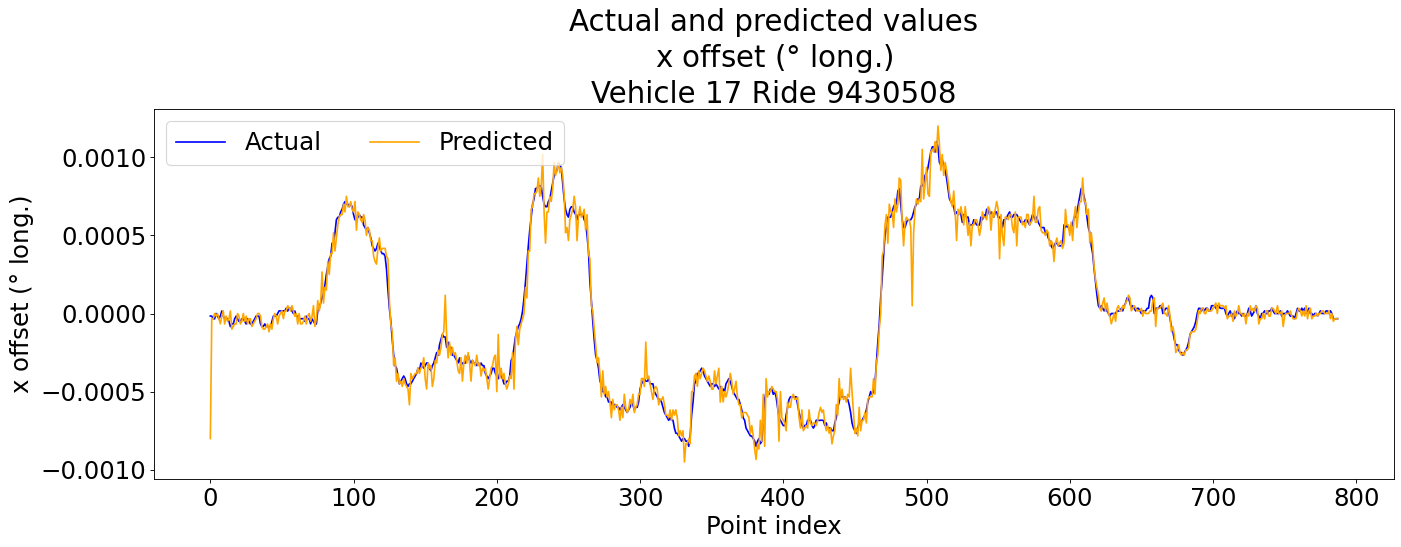 Actual and predicted values
x offset (° long.)
Vehicle 17 Ride 9430508
Actual Predicted
0.0010
0.0005
0.0000
−0.0005
−0.0010
x offset (° long.)
0 100 200 300 400 500 600 700 800
Point index